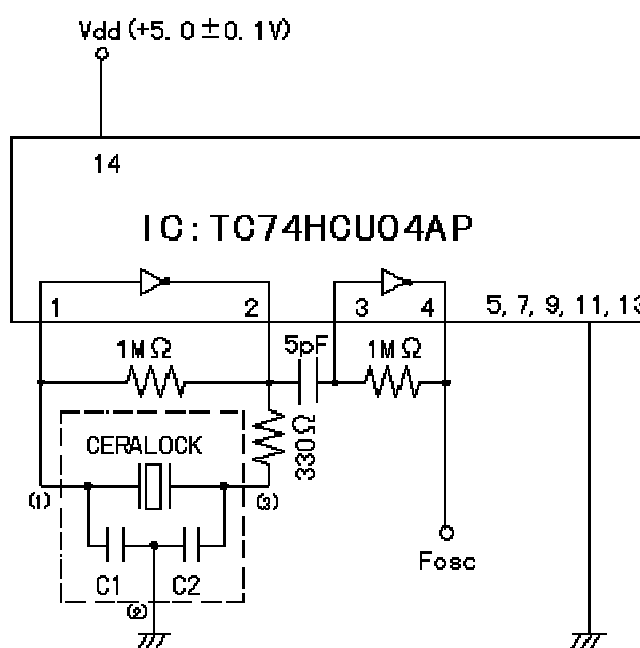 Vdd (+5.0±0.1V)
14
IC:TC74HCU04AP
1 2 3 4 5, 7, 9, 11, 13
1MΩ 5pF 1MΩ
330Ω
CERALOCK
(1) (3)
C1 C2
(2)
Fosc